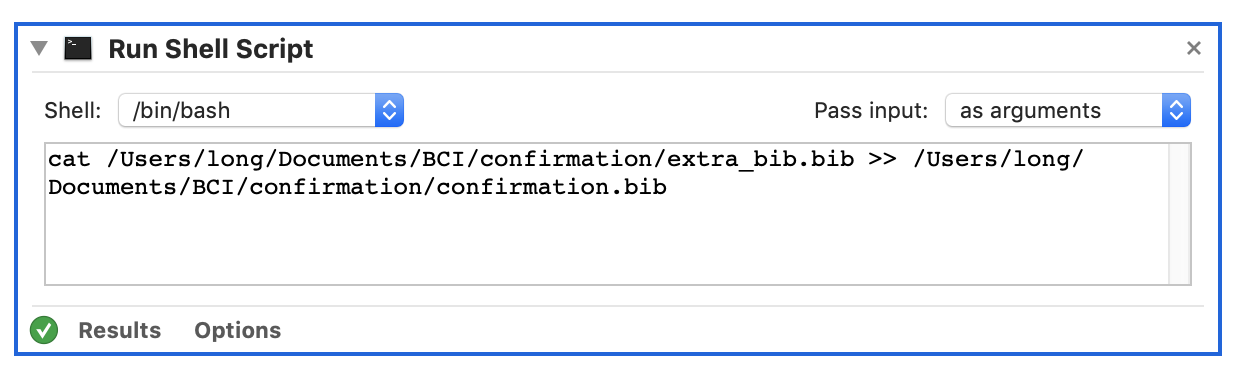 Run Shell Script
Shell: /bin/bash Pass input: as arguments
cat /Users/long/Documents/BCI/confirmation/extra_bib.bib >> /Users/long/
Documents/BCI/confirmation/confirmation.bib
Results Options